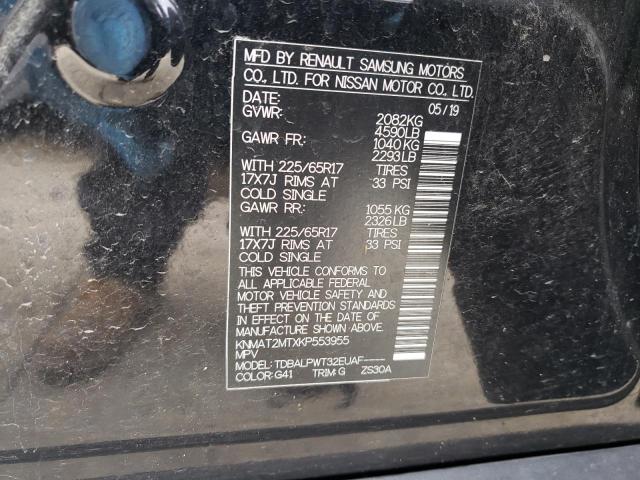 MFD BY RENAULT SAMSUNG MOTORS
CO., LTD. FOR NISSAN MOTOR CO., LTD.
DATE: 05/19
GVWR: 2082KG
4590LB
GAWR FR: 1040 KG
2293LB
WITH 225/65R17 TIRES
17X7J RIMS AT 33 PSI
COLD SINGLE
GAWR RR: 1055 KG
2326LB
WITH 225/65R17 TIRES
17X7J RIMS AT 33 PSI
COLD SINGLE
THIS VEHICLE CONFORMS TO
ALL APPLICABLE FEDERAL
MOTOR VEHICLE SAFETY AND
THEFT PREVENTION STANDARDS
IN EFFECT ON THE DATE OF
MANUFACTURE SHOWN ABOVE.
KNMAT2MTXKP553955
MPV
MODEL: TDBALPWT32EUAF----
COLOR: G41 TRIM: G ZS30A